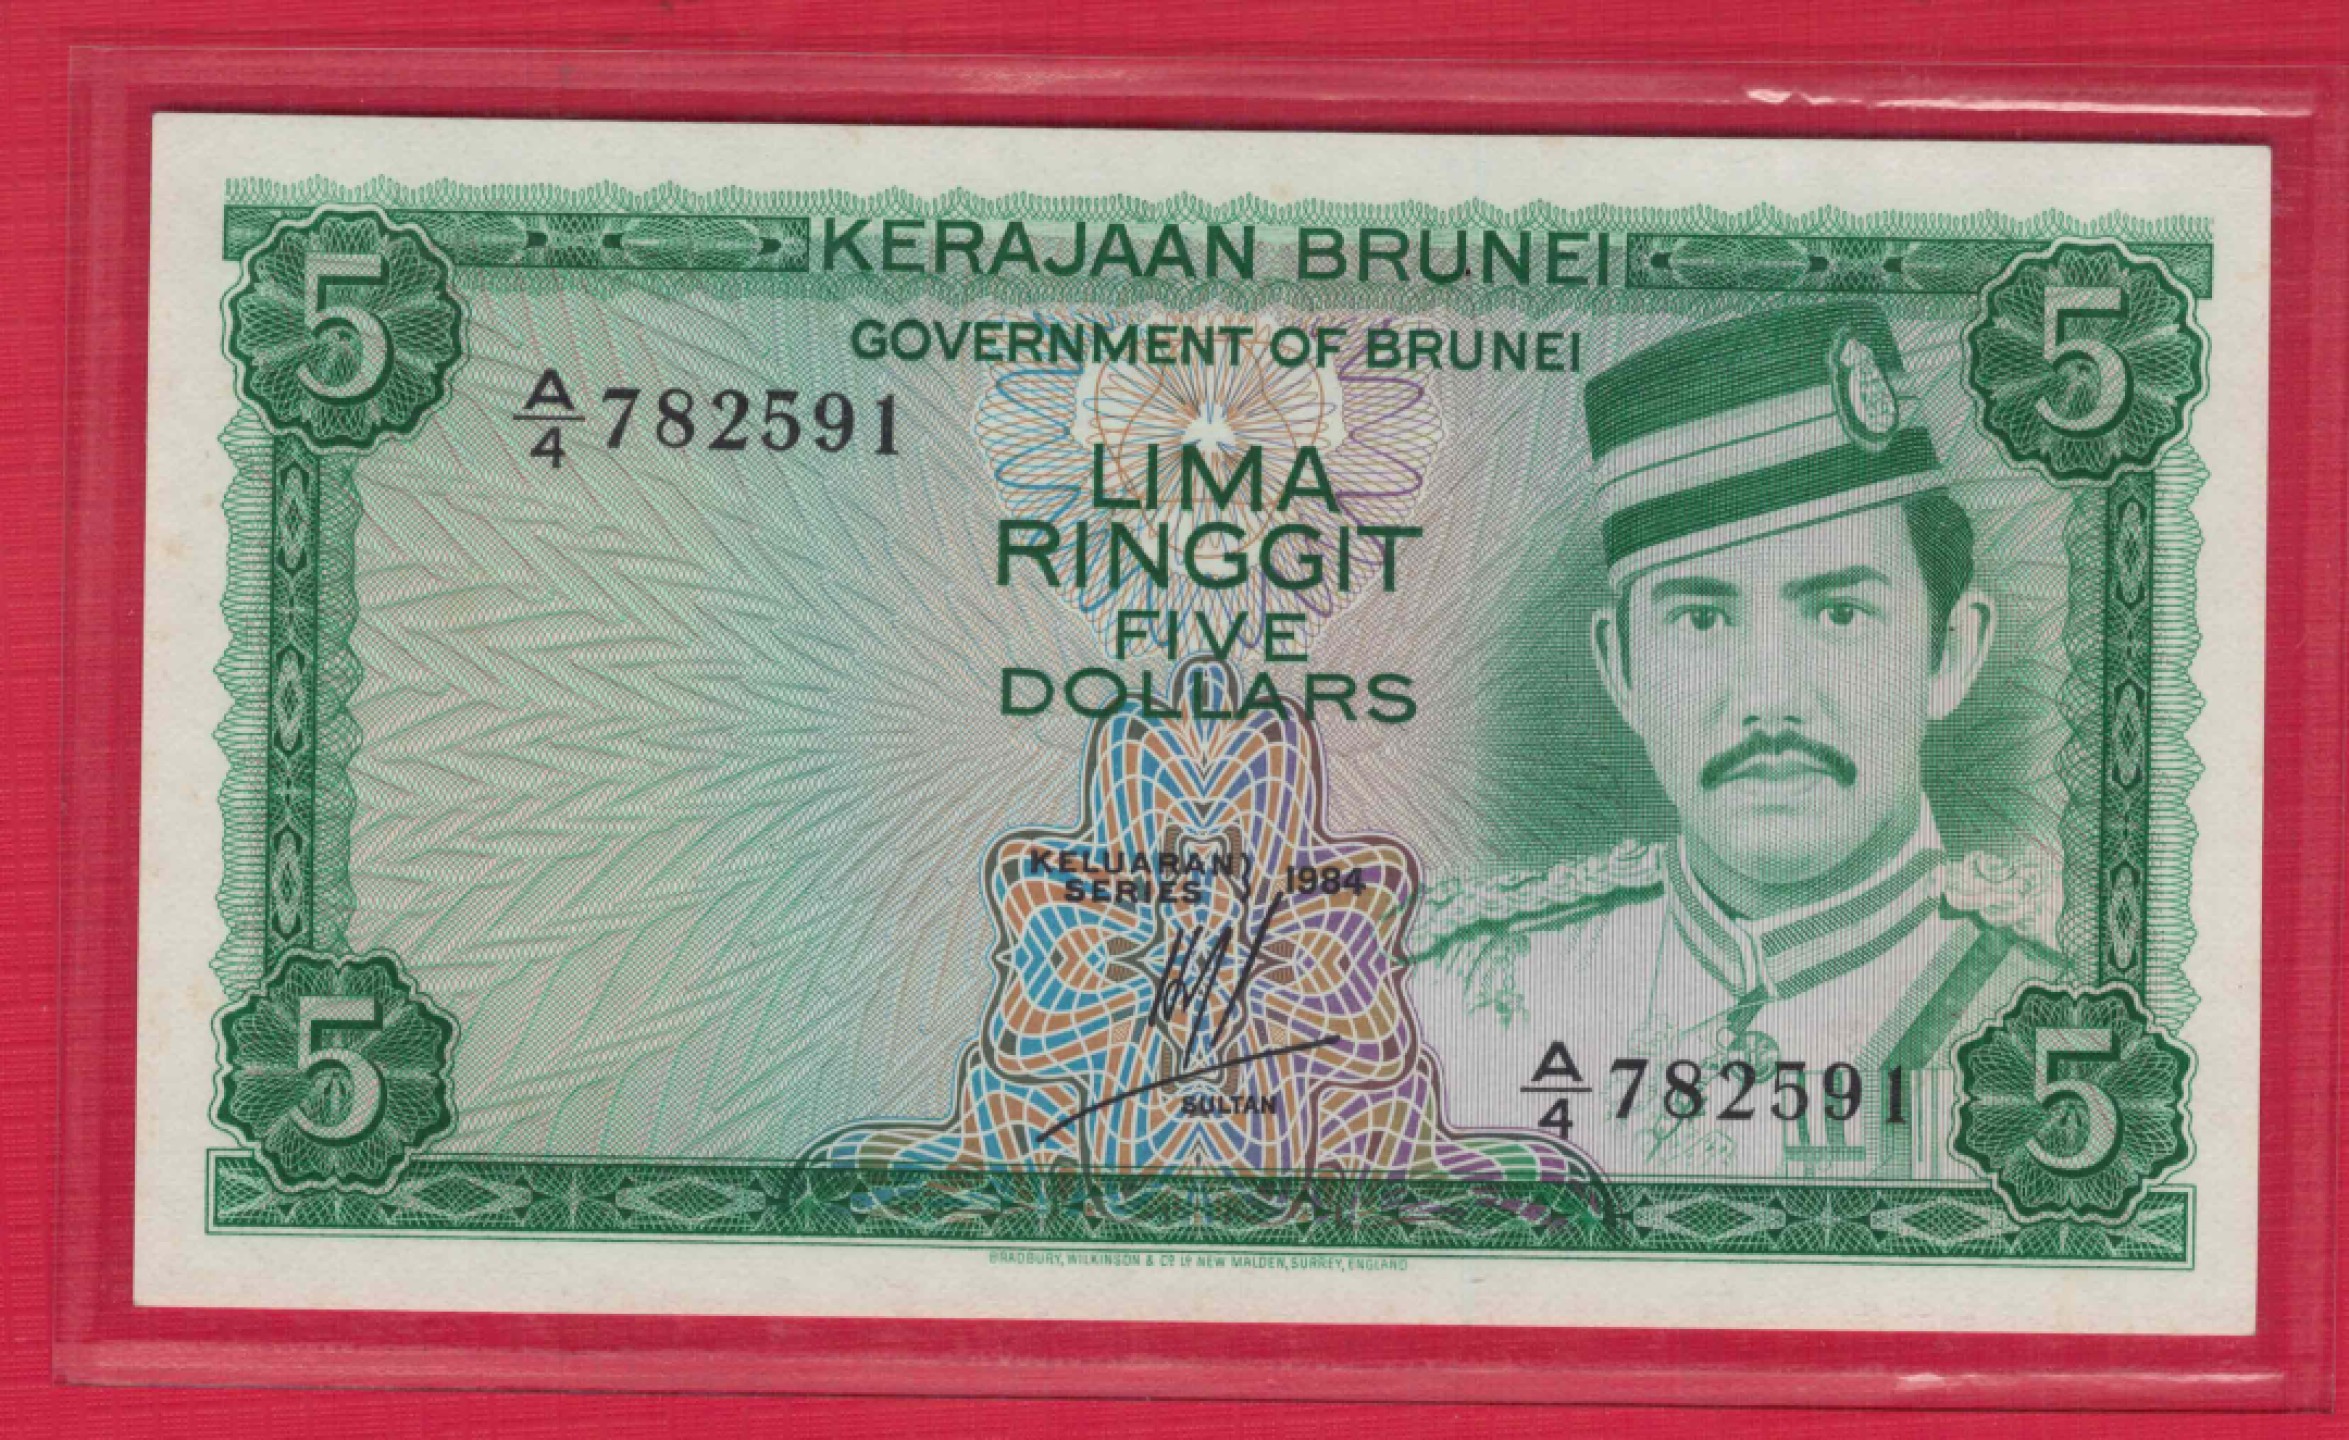 KERAJAAN BRUNEI
5
5
GOVERNMENT OF BRUNEI
A/4 782591
LIMA
RINGGIT
FIVE
DOLLARS
KELUARAN } 1984
SERIES
SULTAN
A/4 782591
5
5
BRADBURY, WILKINSON & Cº Lº NEW MALDEN, SURREY, ENGLAND